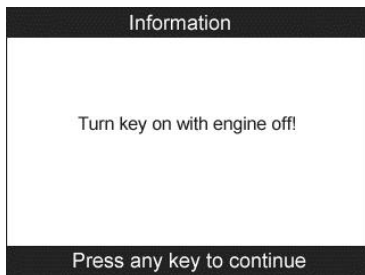 Information
Turn key on with engine off!
Press any key to continue